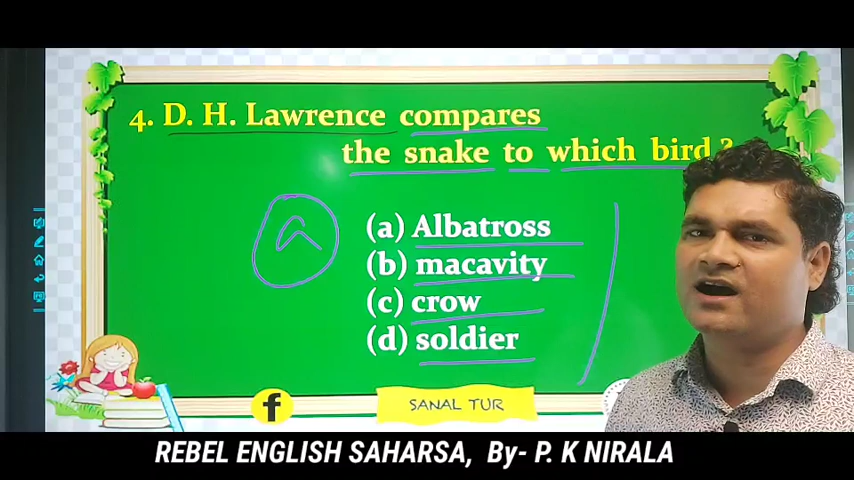 4. D. H. Lawrence compares
the snake to which bird ?
a
(a) Albatross
(b) macavity
(c) crow
(d) soldier
f
SANAL TUR
REBEL ENGLISH SAHARSA, By- P. K NIRALA